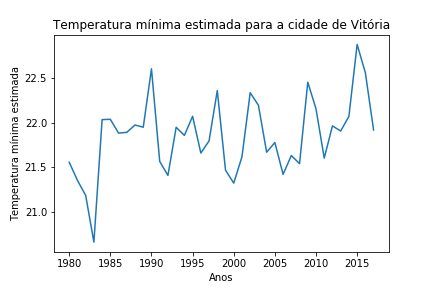 Temperatura mínima estimada para a cidade de Vitória
Temperatura mínima estimada
22.5
22.0
21.5
21.0
1980 1985 1990 1995 2000 2005 2010 2015
Anos